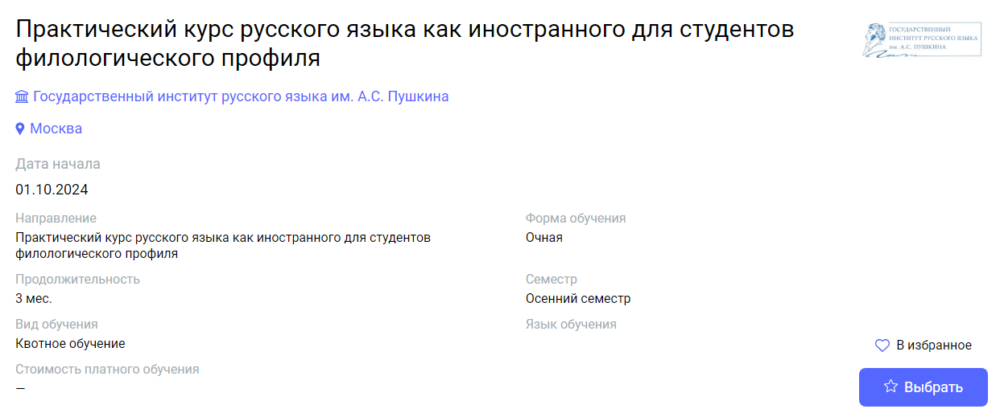 Практический курс русского языка как иностранного для студентов
филологического профиля
ГОСУДАРСТВЕННЫЙ
ИНСТИТУТ РУССКОГО ЯЗЫКА
им. А.С. ПУШКИНА
Государственный институт русского языка им. А.С. Пушкина
Москва
Дата начала
01.10.2024
Направление
Форма обучения
Практический курс русского языка как иностранного для студентов
филологического профиля
Очная
Продолжительность
Семестр
3 мес.
Осенний семестр
Вид обучения
Язык обучения
Квотное обучение
В избранное
Стоимость платного обучения
—
Выбрать